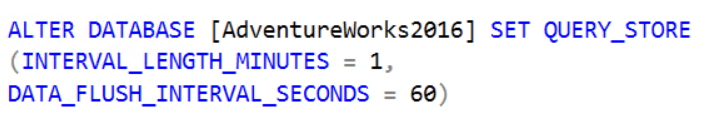 ALTER DATABASE [AdventureWorks2016] SET QUERY_STORE
(INTERVAL_LENGTH_MINUTES = 1,
DATA_FLUSH_INTERVAL_SECONDS = 60)